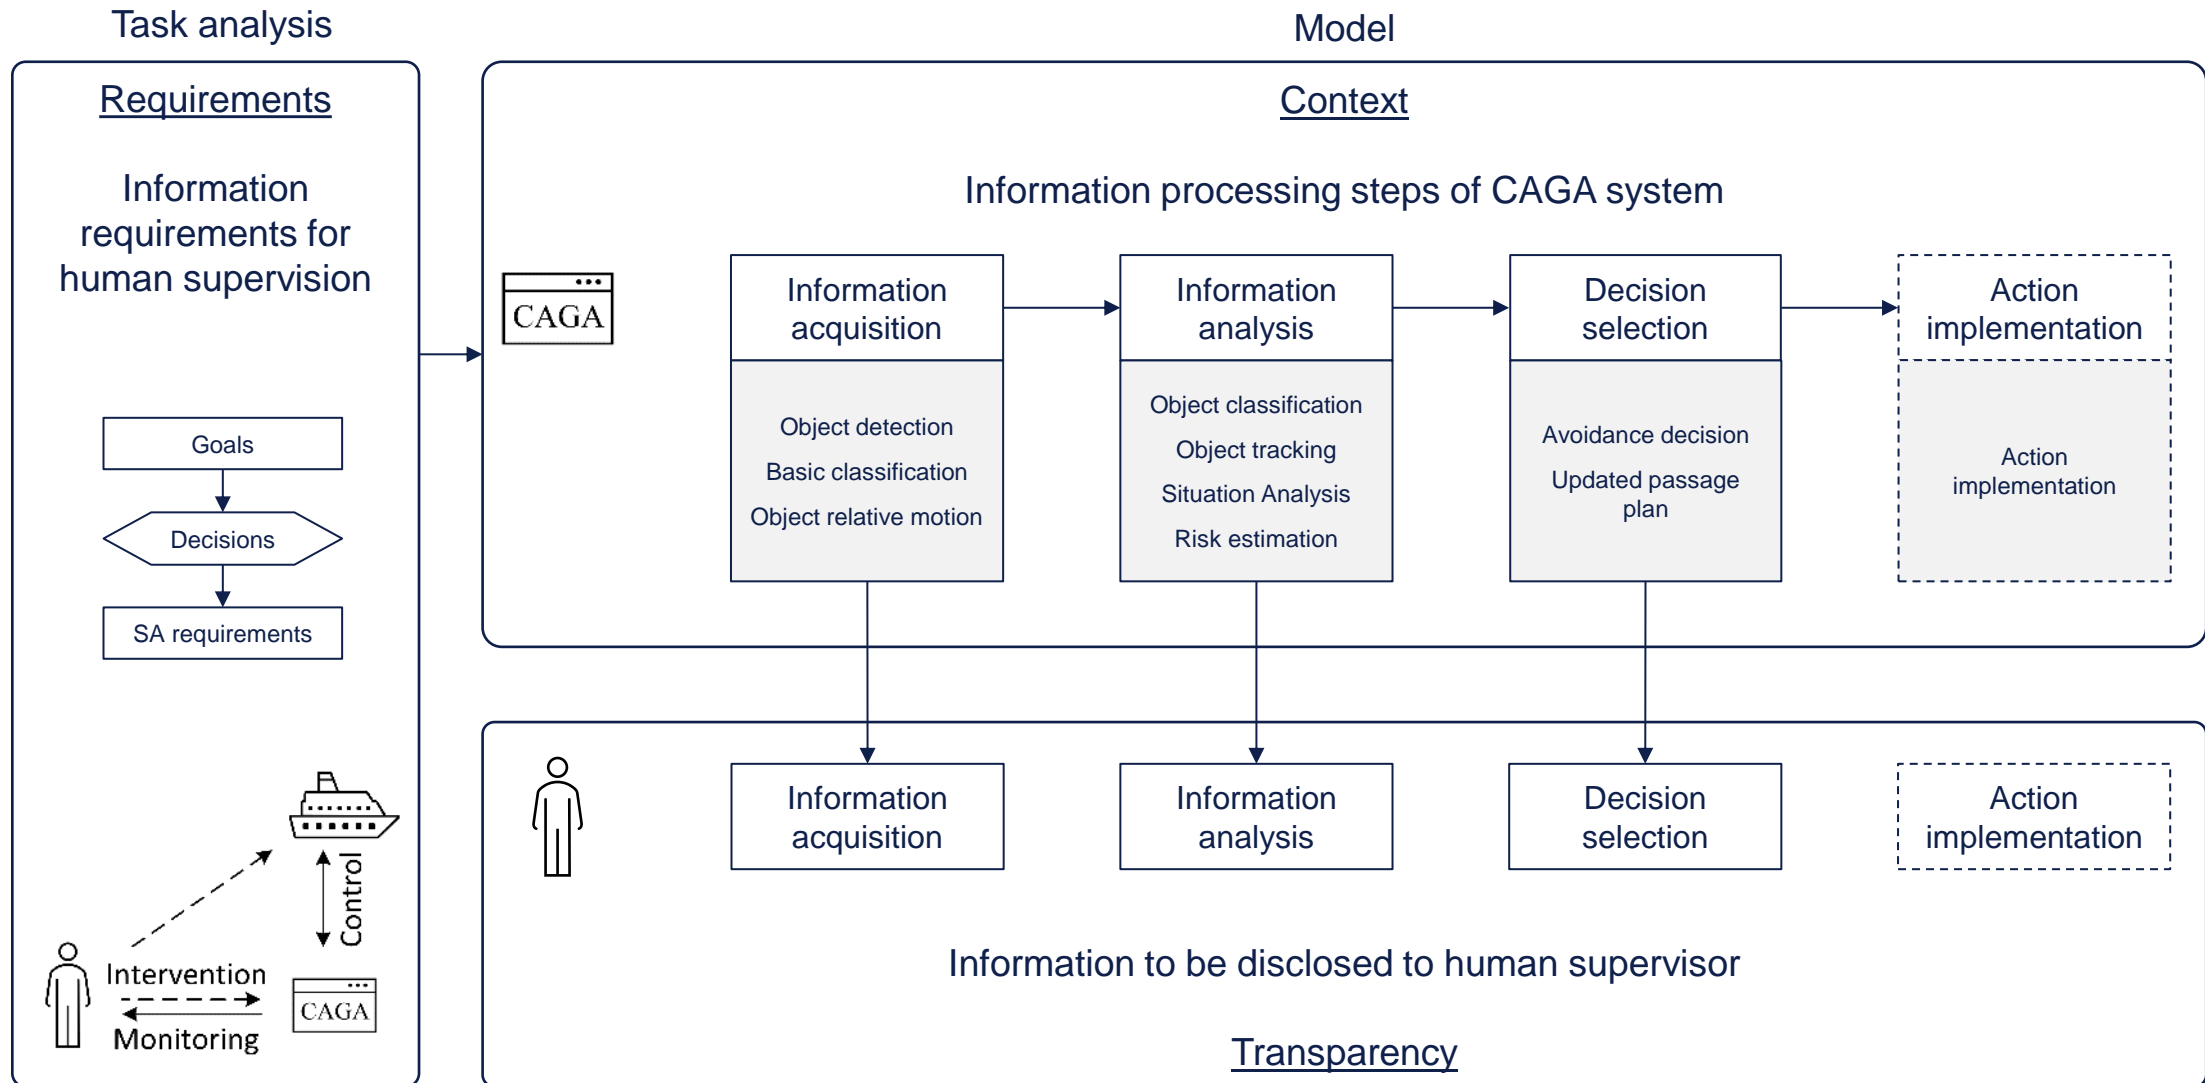 Task analysis
Model
Requirements
Information
requirements for
human supervision
Goals
Decisions
SA requirements
Control
Intervention
Monitoring
CAGA
Context
Information processing steps of CAGA system
CAGA
Information
acquisition
Object detection
Basic classification
Object relative motion
Information
analysis
Object classification
Object tracking
Situation Analysis
Risk estimation
Decision
selection
Avoidance decision
Updated passage
plan
Action
implementation
Action
implementation
Information
acquisition
Information
analysis
Decision
selection
Action
implementation
Information to be disclosed to human supervisor
Transparency